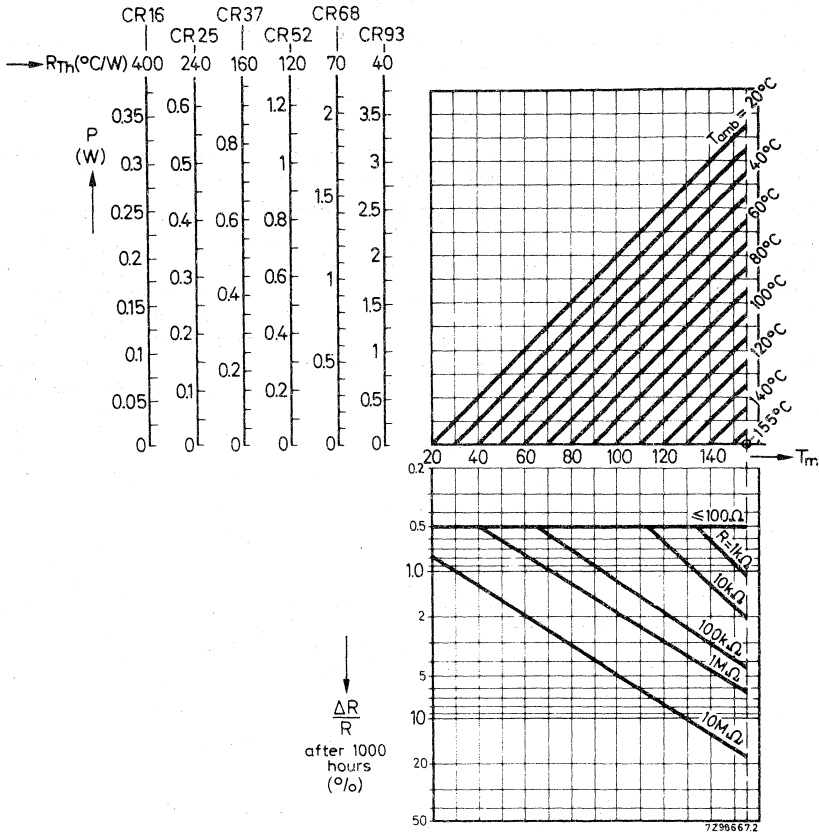 CR16 CR37 CR68
CR25 CR52 CR93
RTh(°C/W) 400 240 160 120 70 40
P
(W)
0.35
0.3
0.25
0.2
0.15
0.1
0.05
0
0.6
0.5
0.4
0.3
0.2
0.1
0
0.8
0.6
0.4
0.2
0
1.2
1
0.8
0.6
0.4
0.2
0
2
1.5
1
0.5
0
3.5
3
2.5
2
1.5
1
0.5
0
Tamb = 20°C
40°C
60°C
80°C
100°C
120°C
140°C
155°C
20 40 60 80 100 120 140 Tm
0.2
0.5
1.0
2
5
10
20
50
≤100Ω
R=1kΩ
10kΩ
100kΩ
1MΩ
10MΩ
ΔR
R
after 1000
hours
(%)
7Z96667.2